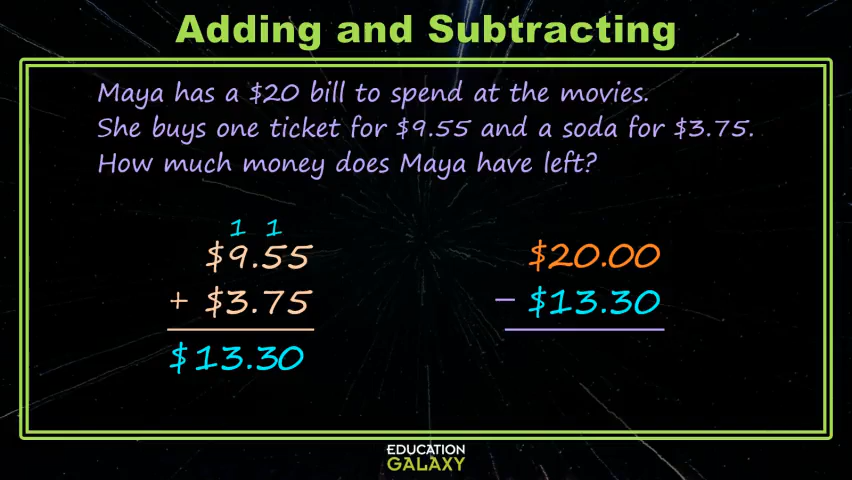 Adding and Subtracting
Maya has a $20 bill to spend at the movies.
She buys one ticket for $9.55 and a soda for $3.75.
How much money does Maya have left?
1 1
$9.55
+ $3.75
$13.30
$20.00
− $13.30
EDUCATION
GALAXY